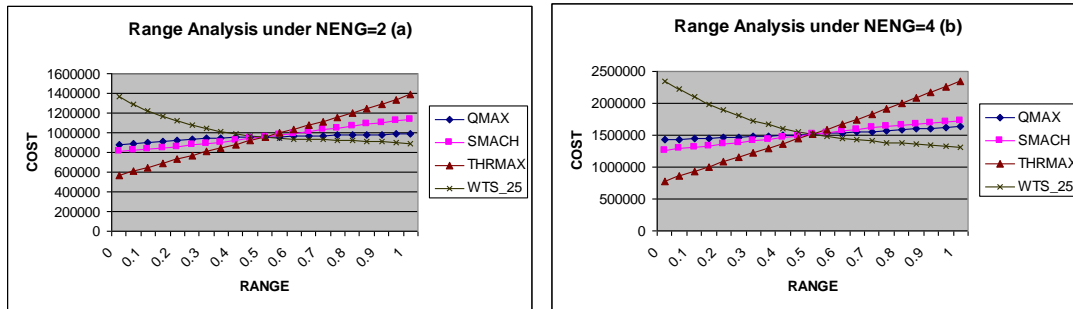 Range Analysis under NENG=2 (a)
1600000
1400000
1200000
1000000
800000
600000
400000
200000
0
COST
0
0.1
0.2
0.3
0.4
0.5
0.6
0.7
0.8
0.9
1
RANGE
QMAX
SMACH
THRMAX
WTS_25
Range Analysis under NENG=4 (b)
2500000
2000000
1500000
1000000
500000
0
COST
0
0.1
0.2
0.3
0.4
0.5
0.6
0.7
0.8
0.9
1
RANGE
QMAX
SMACH
THRMAX
WTS_25